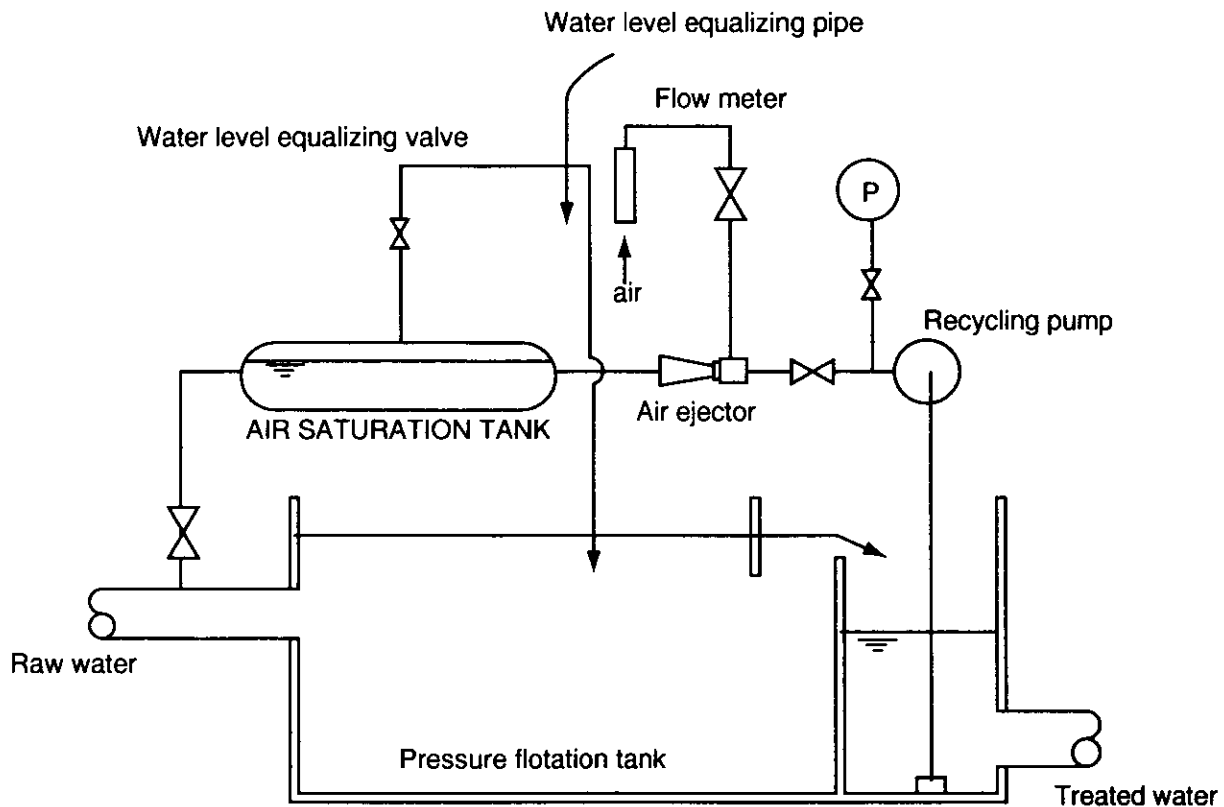 Water level equalizing pipe
Flow meter
Water level equalizing valve
P
air
Recycling pump
Air ejector
AIR SATURATION TANK
Raw water
Pressure flotation tank
Treated water